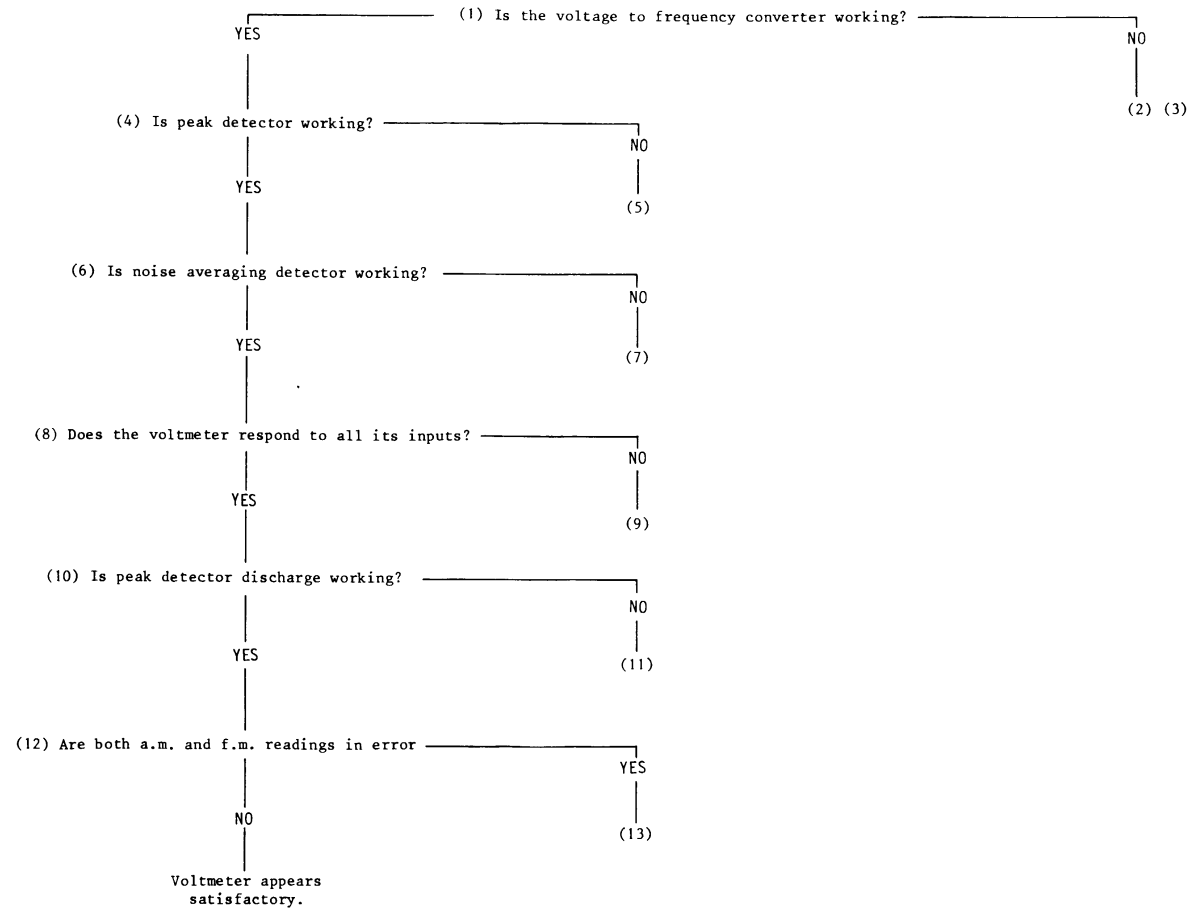 (1) Is the voltage to frequency converter working?
YES
NO
(2) (3)
(4) Is peak detector working?
NO
YES
(5)
(6) Is noise averaging detector working?
NO
YES
(7)
(8) Does the voltmeter respond to all its inputs?
NO
YES
(9)
(10) Is peak detector discharge working?
NO
YES
(11)
(12) Are both a.m. and f.m. readings in error
YES
NO
(13)
Voltmeter appears
satisfactory.